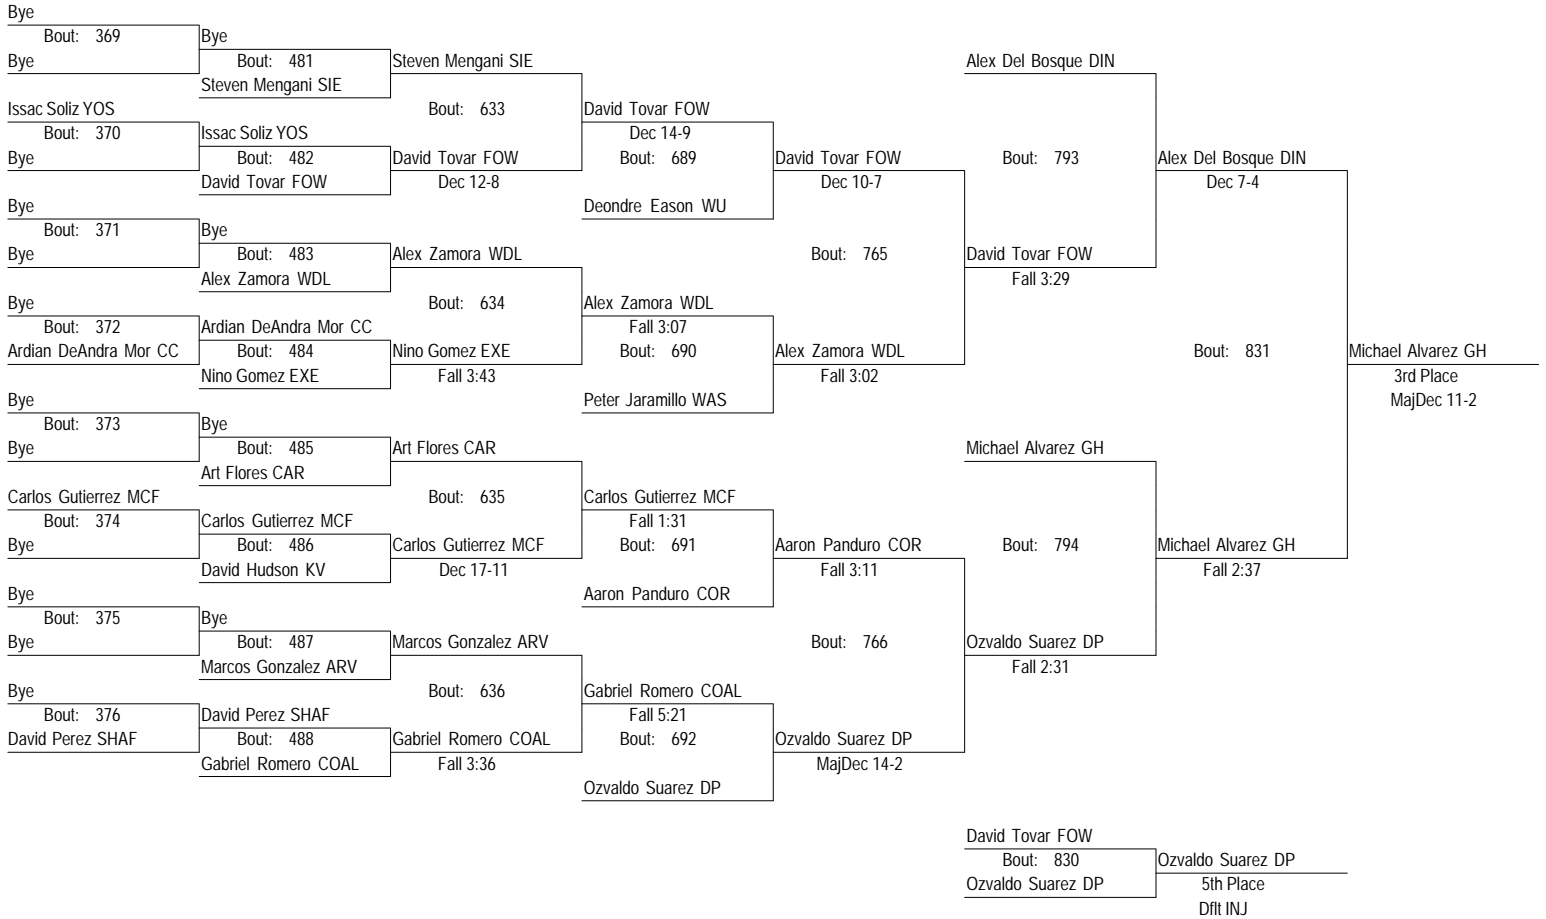 Bye
Bout: 369
Bye
Bye
Bout: 481
Steven Mengani SIE
Steven Mengani SIE
Alex Del Bosque DIN
Issac Soliz YOS
Bout: 370
Bye
Issac Soliz YOS
Bout: 482
David Tovar FOW
Bout: 633
David Tovar FOW
Dec 12-8
David Tovar FOW
Dec 14-9
Bout: 689
Deondre Eason WU
David Tovar FOW
Dec 10-7
Bout: 793
Alex Del Bosque DIN
Dec 7-4
Bye
Bout: 371
Bye
Bye
Bout: 483
Alex Zamora WDL
Alex Zamora WDL
Bout: 765
David Tovar FOW
Fall 3:29
Bye
Bout: 372
Ardian DeAndra Mor CC
Ardian DeAndra Mor CC
Bout: 484
Nino Gomez EXE
Bout: 634
Nino Gomez EXE
Fall 3:43
Alex Zamora WDL
Fall 3:07
Bout: 690
Peter Jaramillo WAS
Alex Zamora WDL
Fall 3:02
Bout: 831
Michael Alvarez GH
3rd Place
MajDec 11-2
Bye
Bout: 373
Bye
Bye
Bout: 485
Art Flores CAR
Art Flores CAR
Michael Alvarez GH
Carlos Gutierrez MCF
Bout: 374
Bye
Carlos Gutierrez MCF
Bout: 486
David Hudson KV
Bout: 635
Carlos Gutierrez MCF
Dec 17-11
Carlos Gutierrez MCF
Fall 1:31
Bout: 691
Aaron Panduro COR
Aaron Panduro COR
Fall 3:11
Bout: 794
Michael Alvarez GH
Fall 2:37
Bye
Bout: 375
Bye
Bye
Bout: 487
Marcos Gonzalez ARV
Marcos Gonzalez ARV
Bout: 766
Ozvaldo Suarez DP
Fall 2:31
Bye
Bout: 376
David Perez SHAF
David Perez SHAF
Bout: 488
Gabriel Romero COAL
Bout: 636
Gabriel Romero COAL
Fall 3:36
Gabriel Romero COAL
Fall 5:21
Bout: 692
Ozvaldo Suarez DP
Ozvaldo Suarez DP
MajDec 14-2
David Tovar FOW
Bout: 830
Ozvaldo Suarez DP
Ozvaldo Suarez DP
5th Place
Dflt INJ